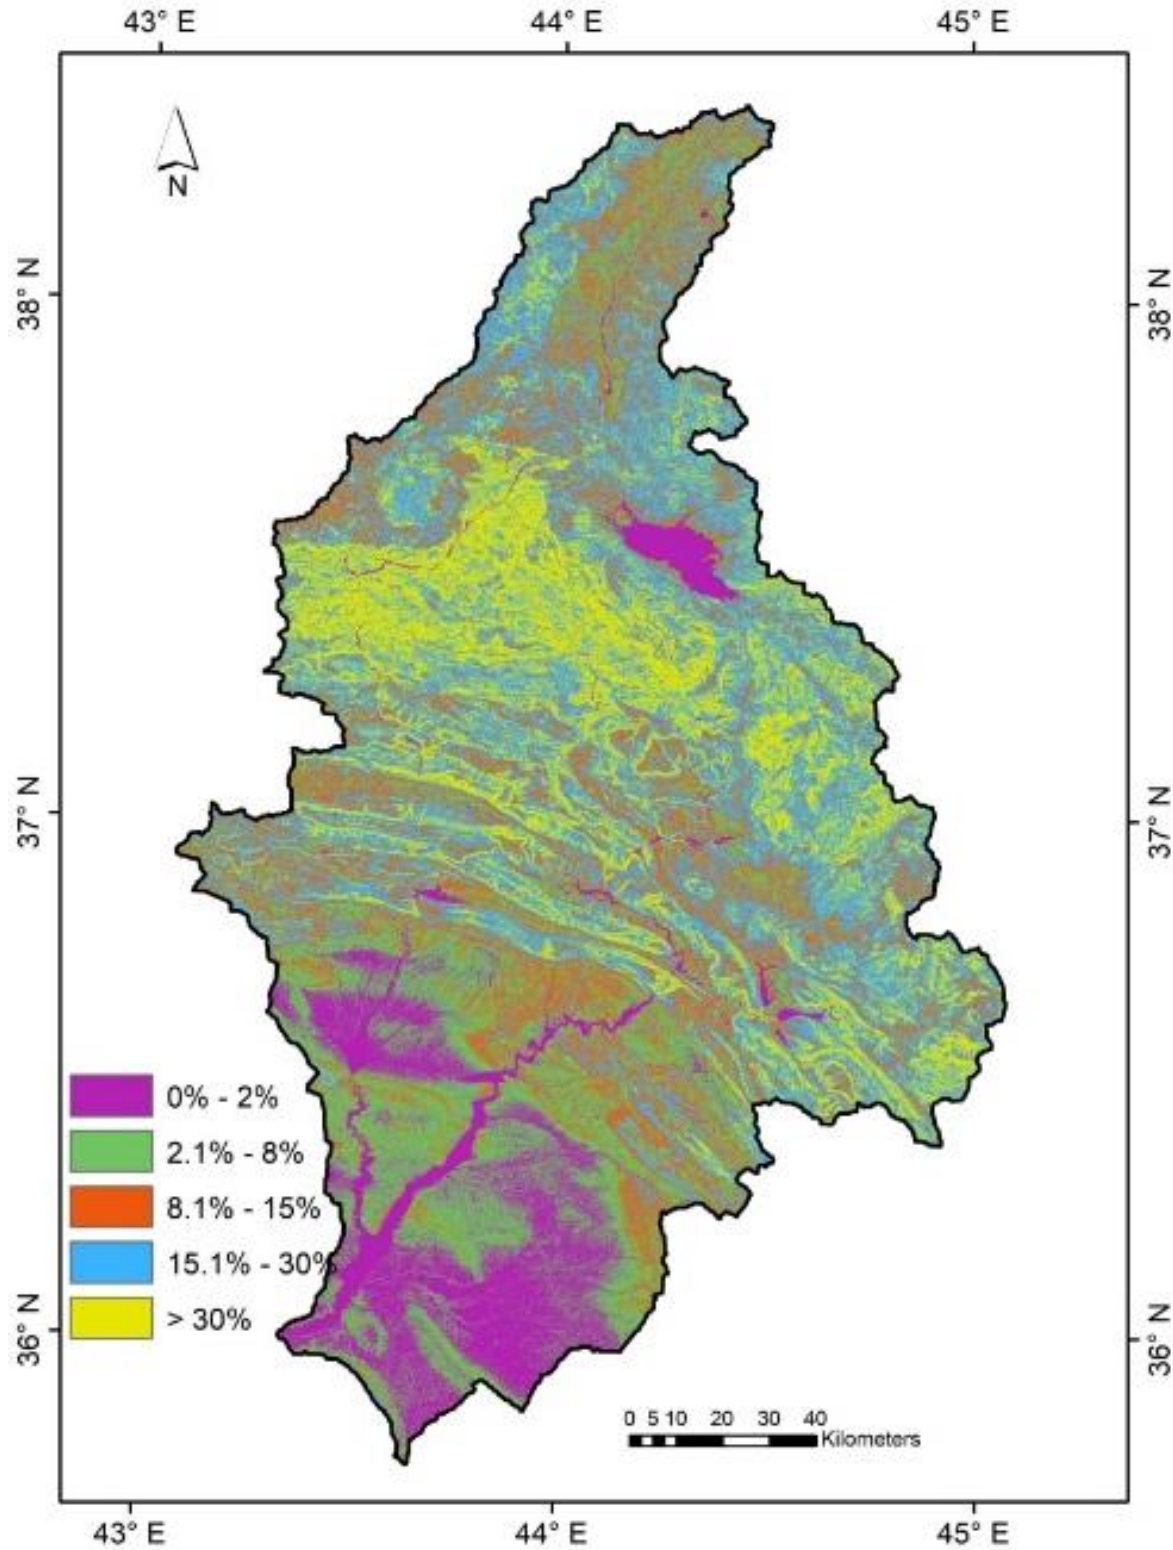 43° E 44° E 45° E
N
38° N 38° N
37° N 37° N
0% - 2%
2.1% - 8%
8.1% - 15%
15.1% - 30%
> 30%
36° N 36° N
0 5 10 20 30 40
Kilometers
43° E 44° E 45° E